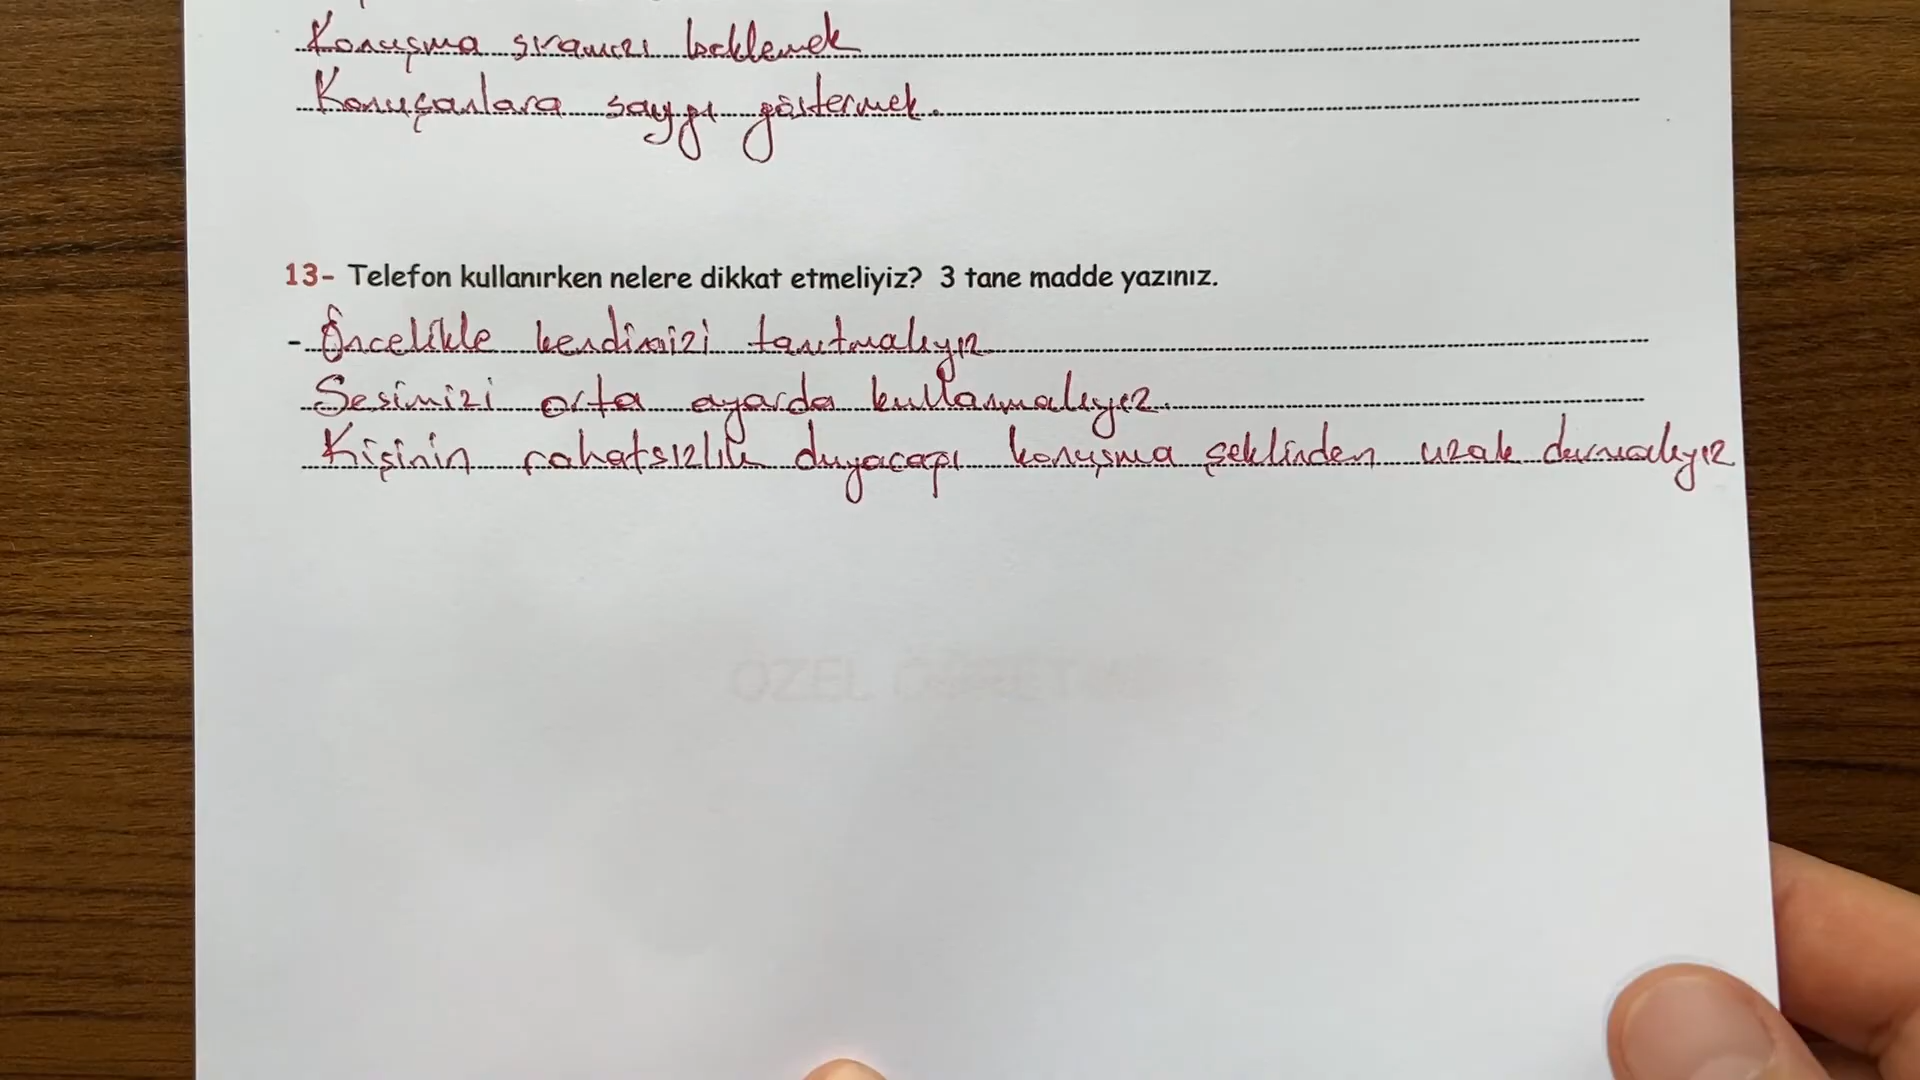 Konuşma sıramızı beklemek
Konuşanlara saygı göstermek.
13- Telefon kullanırken nelere dikkat etmeliyiz? 3 tane madde yazınız.
- Öncelikle kendimizi tanıtmalıyız
Sesimizi orta ayarda kullanmalıyız.
Kişinin rahatsızlık duyacağı konuşma şeklinden uzak durmalıyız
ÖZEL